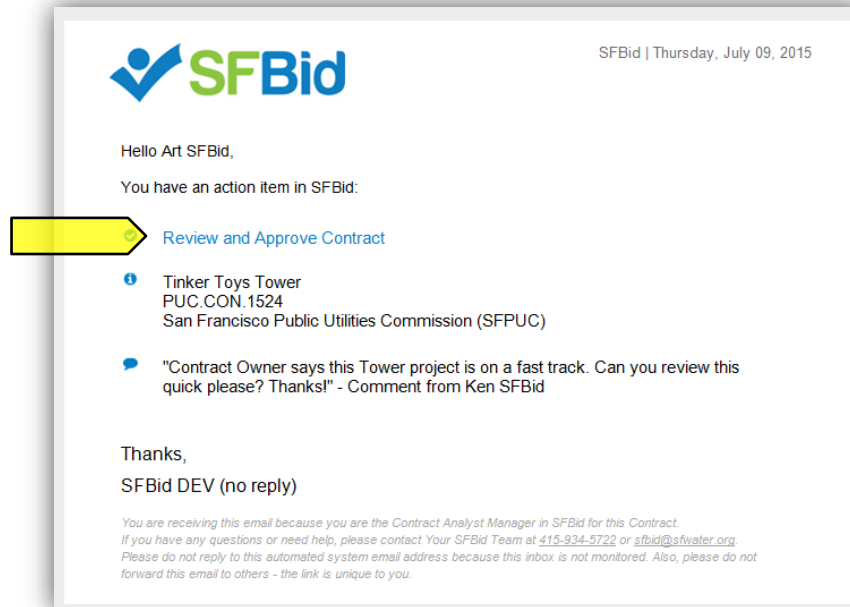 SFBid
SFBid | Thursday, July 09, 2015
Hello Art SFBid,
You have an action item in SFBid:
Review and Approve Contract
Tinker Toys Tower
PUC.CON.1524
San Francisco Public Utilities Commission (SFPUC)
"Contract Owner says this Tower project is on a fast track. Can you review this
quick please? Thanks!" - Comment from Ken SFBid
Thanks,
SFBid DEV (no reply)
You are receiving this email because you are the Contract Analyst Manager in SFBid for this Contract.
If you have any questions or need help, please contact Your SFBid Team at 415-934-5722 or sfbid@sfwater.org.
Please do not reply to this automated system email address because this inbox is not monitored. Also, please do not
forward this email to others - the link is unique to you.